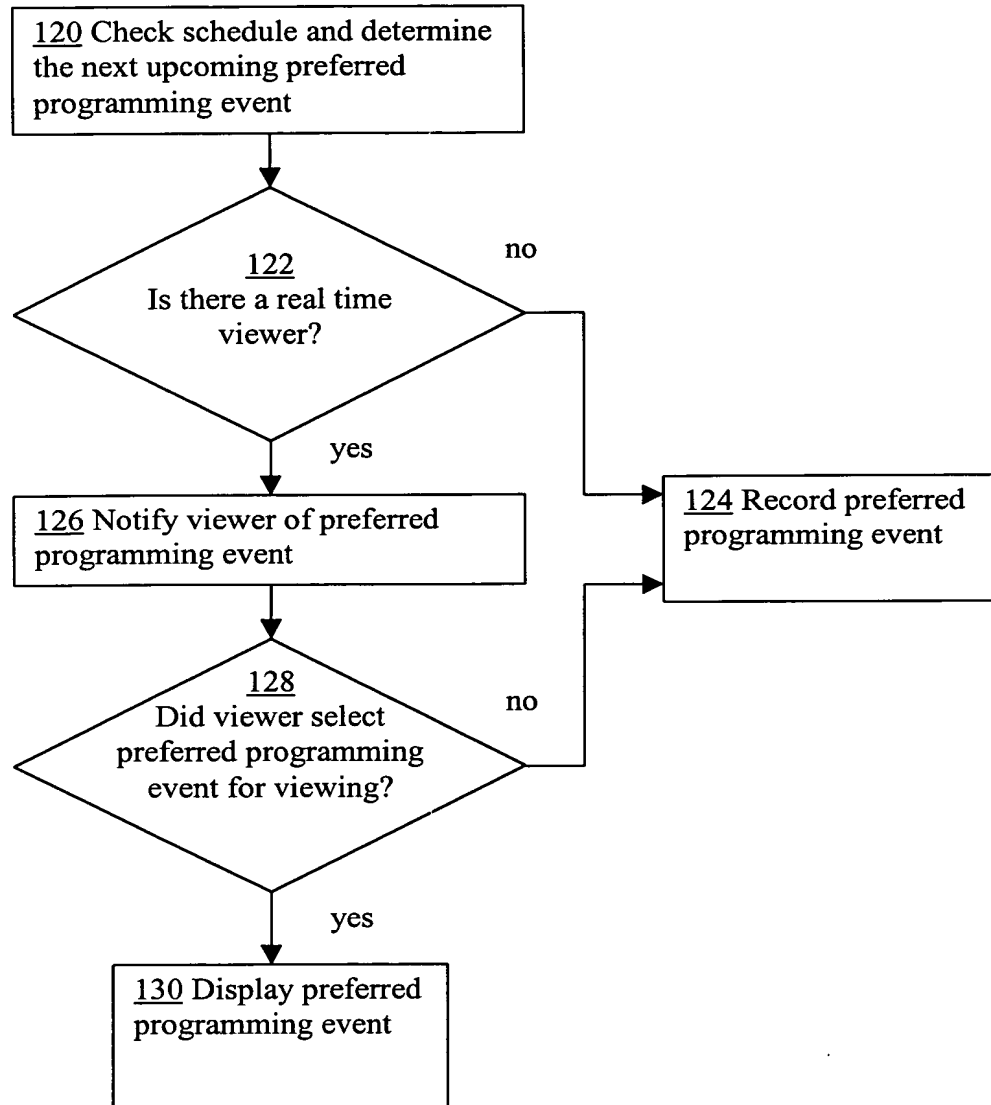 120 Check schedule and determine
the next upcoming preferred
programming event
no
122
Is there a real time
viewer?
yes
126 Notify viewer of preferred
programming event
124 Record preferred
programming event
128
Did viewer select
preferred programming
event for viewing?
no
yes
130 Display preferred
programming event